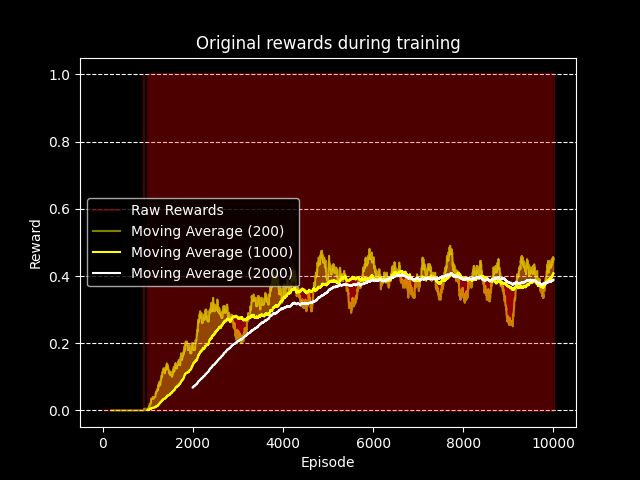 Original rewards during training
1.0
0.8
0.6
0.4
0.2
0.0
Reward
Raw Rewards
Moving Average (200)
Moving Average (1000)
Moving Average (2000)
0 2000 4000 6000 8000 10000
Episode